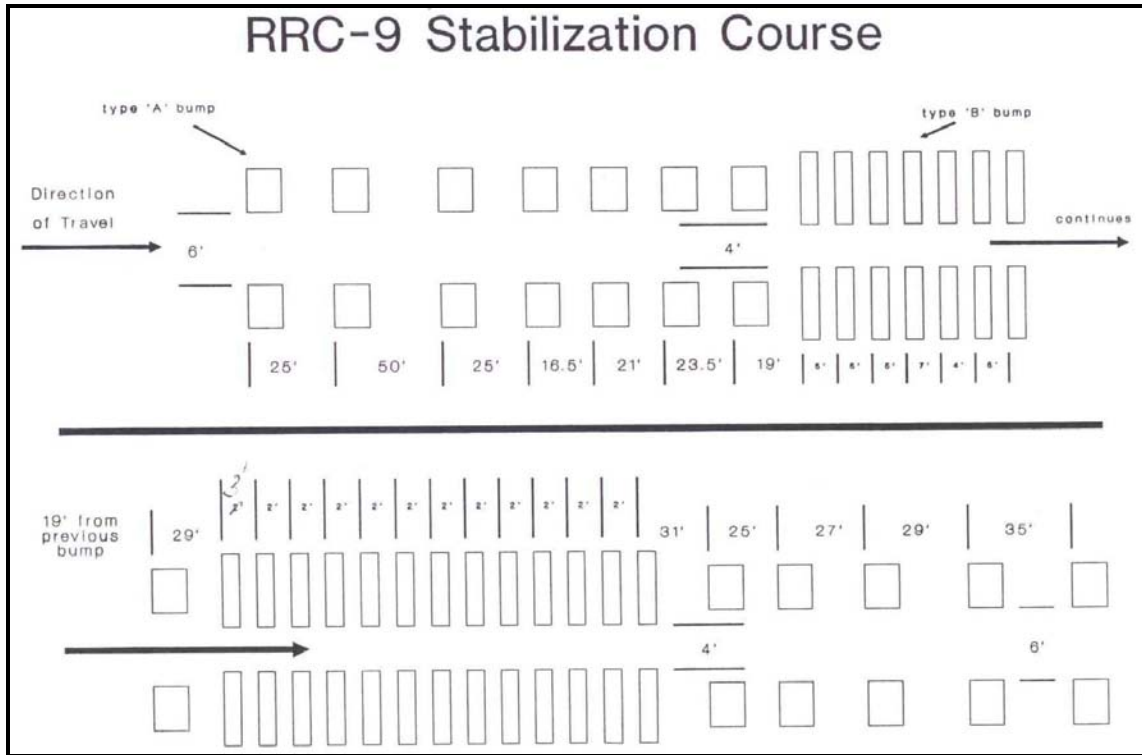 RRC-9 Stabilization Course
type 'A' bump
type 'B' bump
Direction
of Travel
continues
6'
4'
25' 50' 25' 16.5' 21' 23.5' 19' 7' 4'
3'
2' 2' 2' 2' 2' 2' 2' 2' 2' 2' 2'
19' from
previous
bump
29' 31' 25' 27' 29' 35'
4'
6'